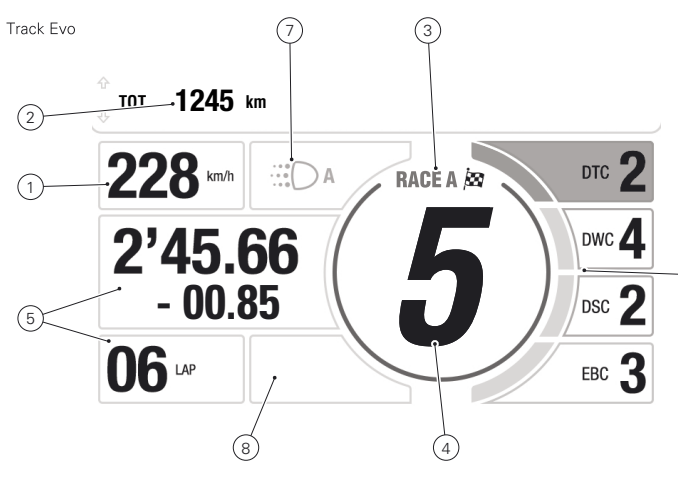 Track Evo
7
3
TOT 1245 km
2
228 km/h
A
RACE A
DTC 2
1
5
DWC 4
2'45.66
- 00.85
DSC 2
5
06 LAP
EBC 3
8
4